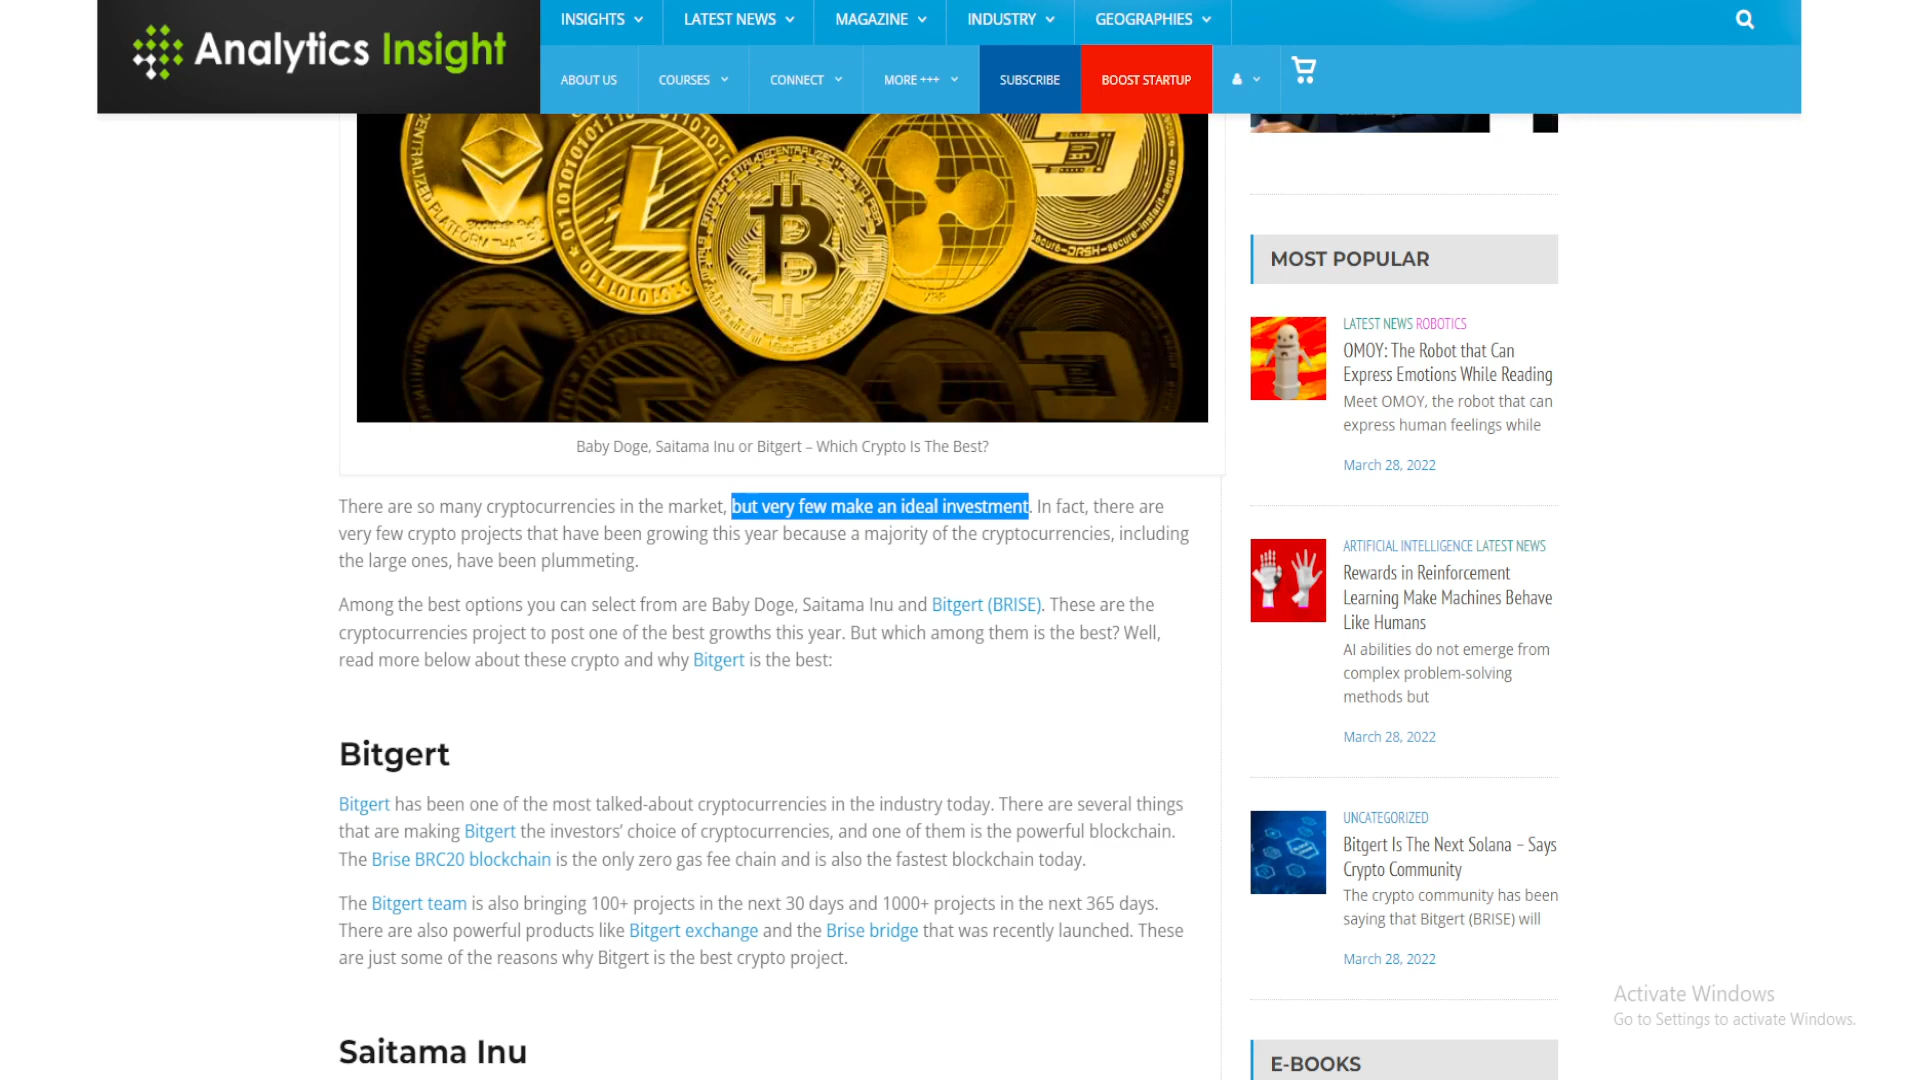 Analytics Insight
INSIGHTS
LATEST NEWS
MAGAZINE
INDUSTRY
GEOGRAPHIES
ABOUT US
COURSES
CONNECT
MORE +++
SUBSCRIBE
BOOST STARTUP
Baby Doge, Saitama Inu or Bitgert – Which Crypto Is The Best?
There are so many cryptocurrencies in the market, but very few make an ideal investment. In fact, there are
very few crypto projects that have been growing this year because a majority of the cryptocurrencies, including
the large ones, have been plummeting.
Among the best options you can select from are Baby Doge, Saitama Inu and Bitgert (BRISE). These are the
cryptocurrencies project to post one of the best growths this year. But which among them is the best? Well,
read more below about these crypto and why Bitgert is the best:
Bitgert
Bitgert has been one of the most talked-about cryptocurrencies in the industry today. There are several things
that are making Bitgert the investors’ choice of cryptocurrencies, and one of them is the powerful blockchain.
The Brise BRC20 blockchain is the only zero gas fee chain and is also the fastest blockchain today.
The Bitgert team is also bringing 100+ projects in the next 30 days and 1000+ projects in the next 365 days.
There are also powerful products like Bitgert exchange and the Brise bridge that was recently launched. These
are just some of the reasons why Bitgert is the best crypto project.
Saitama Inu
MOST POPULAR
LATEST NEWS ROBOTICS
OMOY: The Robot that Can
Express Emotions While Reading
Meet OMOY, the robot that can
express human feelings while
March 28, 2022
ARTIFICIAL INTELLIGENCE LATEST NEWS
Rewards in Reinforcement
Learning Make Machines Behave
Like Humans
AI abilities do not emerge from
complex problem-solving
methods but
March 28, 2022
UNCATEGORIZED
Bitgert Is The Next Solana – Says
Crypto Community
The crypto community has been
saying that Bitgert (BRISE) will
March 28, 2022
E-BOOKS
Activate Windows
Go to Settings to activate Windows.